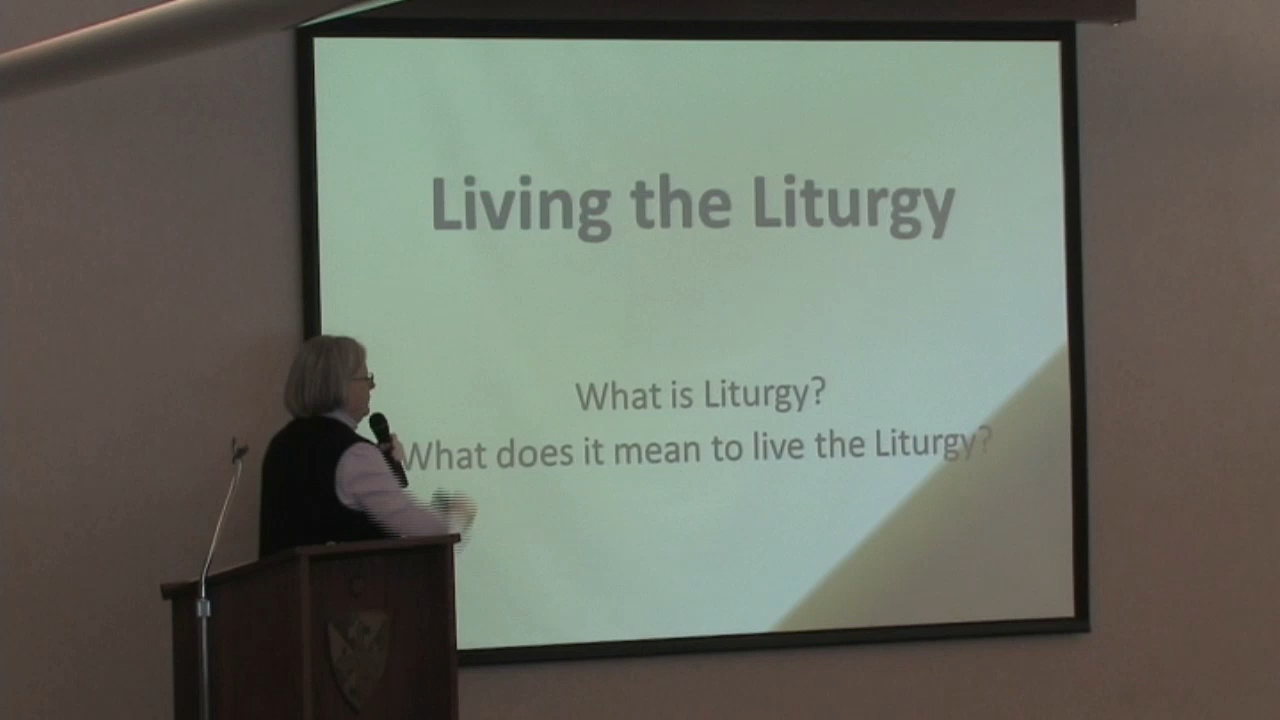 Living the Liturgy
What is Liturgy?
What does it mean to live the Liturgy?